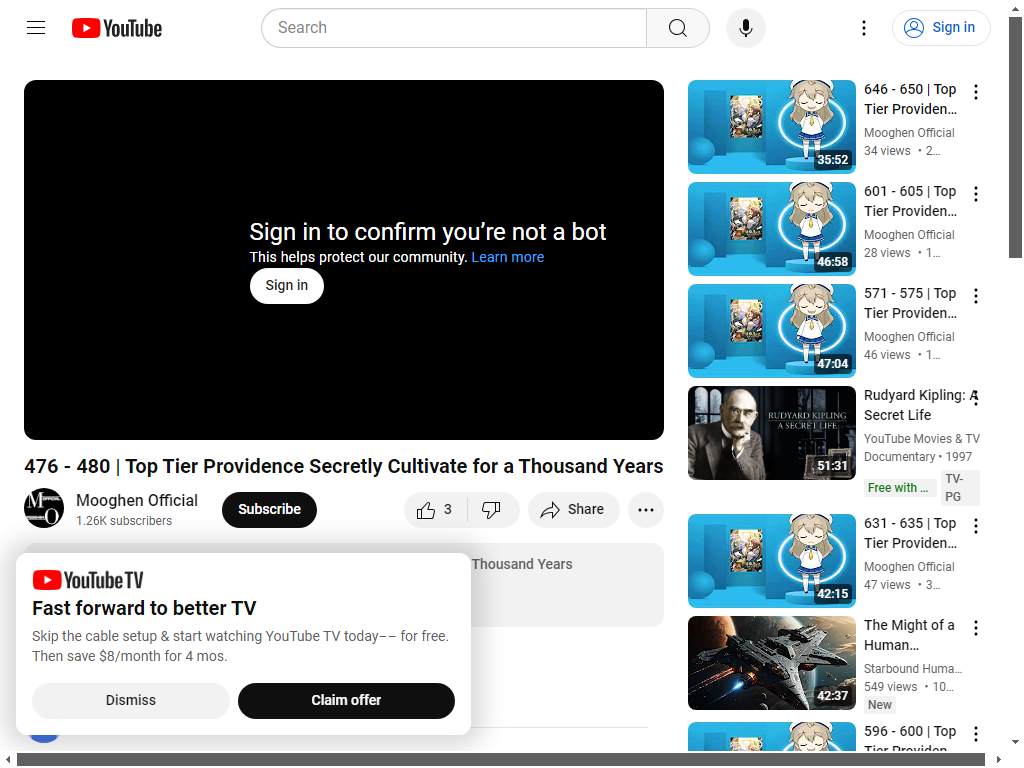 YouTube
Search
Sign in
Sign in to confirm you're not a bot
This helps protect our community. Learn more
Sign in
476 - 480 | Top Tier Providence Secretly Cultivate for a Thousand Years
Mooghen Official
1.26K subscribers
Subscribe
3
Share
Thousand Years
YouTube TV
Fast forward to better TV
Skip the cable setup & start watching YouTube TV today–– for free.
Then save $8/month for 4 mos.
Dismiss
Claim offer
35:52
646 - 650 | Top
Tier Providen…
Mooghen Official
34 views • 2…
46:58
601 - 605 | Top
Tier Providen…
Mooghen Official
28 views • 1…
47:04
571 - 575 | Top
Tier Providen…
Mooghen Official
46 views • 1…
RUDYARD KIPLING
A SECRET LIFE
51:31
Rudyard Kipling: A
Secret Life
YouTube Movies & TV
Documentary • 1997
Free with ...
TV-
PG
42:15
631 - 635 | Top
Tier Providen…
Mooghen Official
47 views • 3…
42:37
The Might of a
Human…
Starbound Huma…
549 views • 10…
New
596 - 600 | Top
Tier Providen…